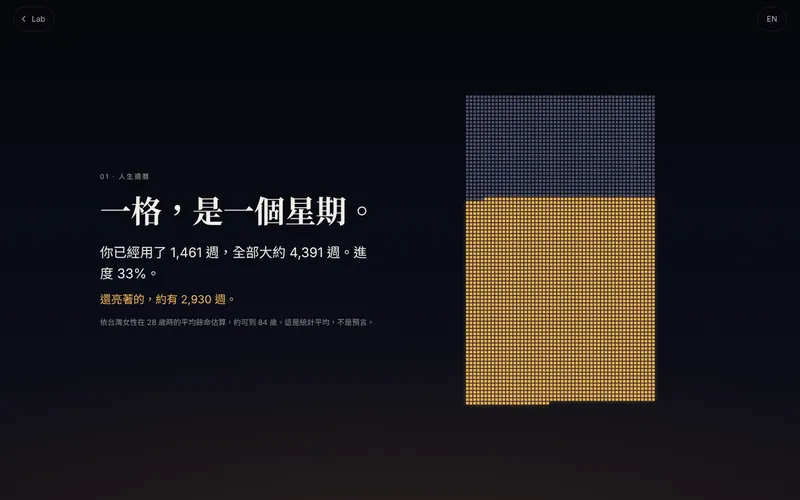 Lab
EN
01 · 人生週曆
一格，是一個星期。
你已經用了 1,461 週，全部大約 4,391 週。進
度 33%。
還亮著的，約有 2,930 週。
依台灣女性在 28 歲時的平均餘命估算，約可到 84 歲。這是統計平均，不是預言。